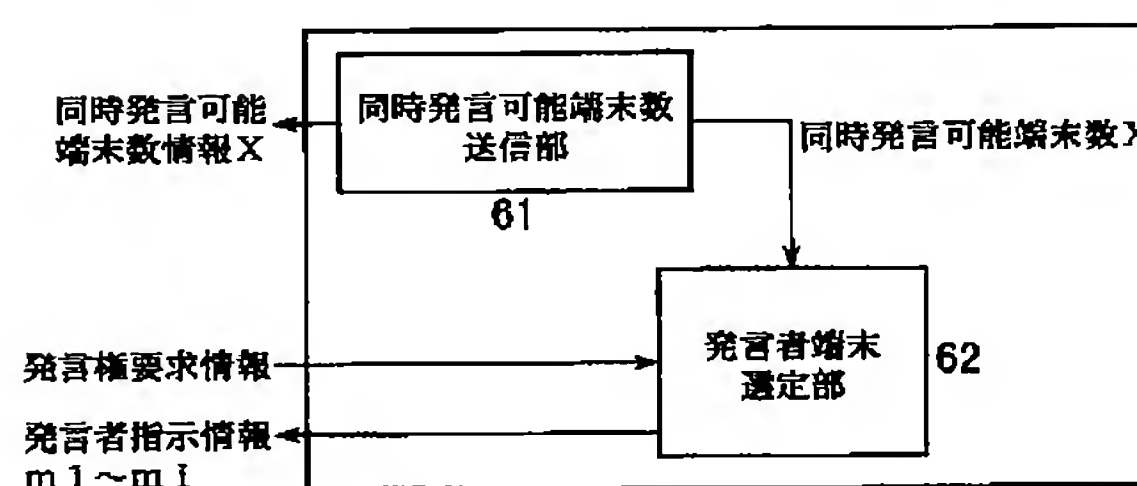 同時発言可能
端末数情報X
同時発言可能端末数
送信部
61
同時発言可能端末数X
発言権要求情報
発言者端末
選定部
62
発言者指示情報
m1～mI